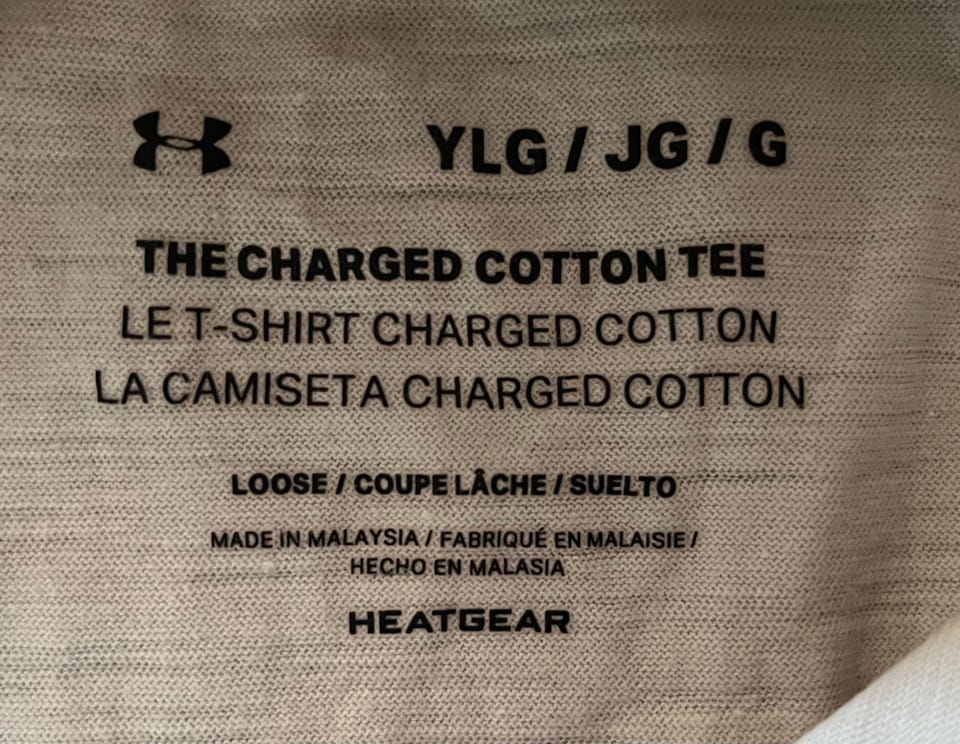 YLG / JG / G
THE CHARGED COTTON TEE
LE T-SHIRT CHARGED COTTON
LA CAMISETA CHARGED COTTON
LOOSE / COUPE LÂCHE / SUELTO
MADE IN MALAYSIA / FABRIQUÉ EN MALAISIE /
HECHO EN MALASIA
HEATGEAR